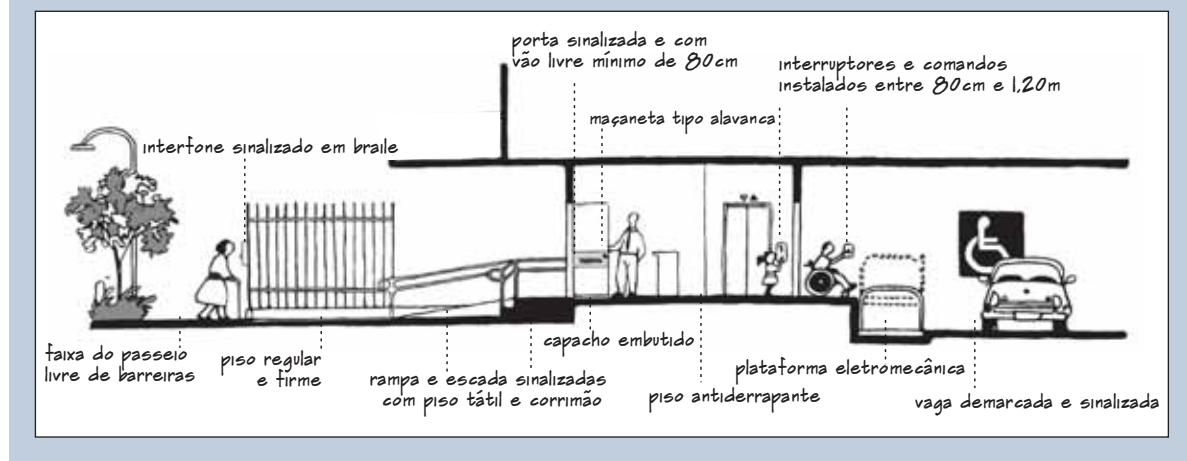 porta sinalizada e com
vão livre mínimo de 80cm
interruptores e comandos
instalados entre 80cm e 1,20m
maçaneta tipo alavanca
interfone sinalizado em braile
faixa do passeio
livre de barreiras
piso regular
e firme
rampa e escada sinalizadas
com piso tátil e corrimão
capacho embutido
piso antiderrapante
plataforma eletromecânica
vaga demarcada e sinalizada